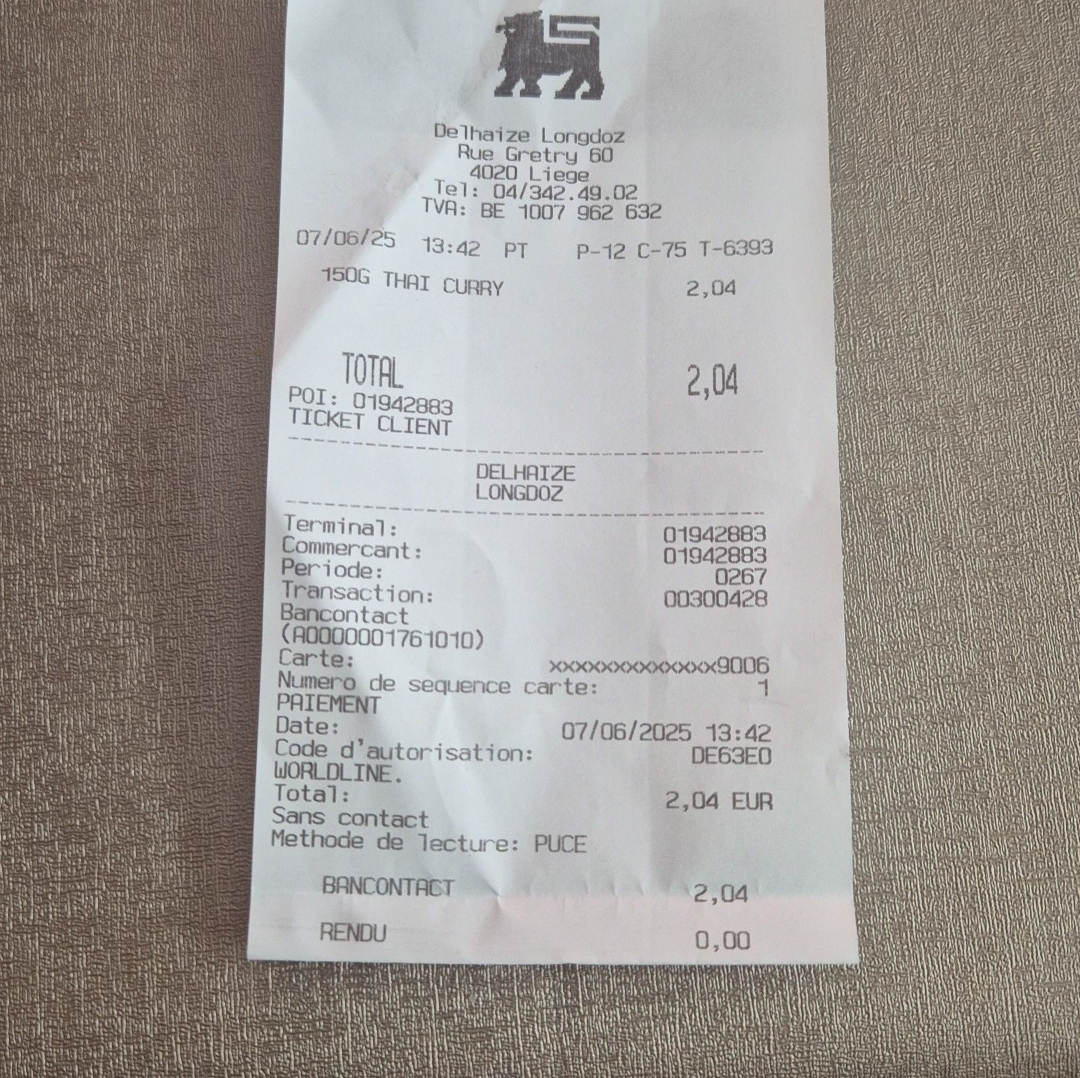 Delhaize Longdoz
Rue Gretry 60
4020 Liege
Tel: 04/342.49.02
TVA: BE 1007 962 632
07/06/25 13:42 PT P-12 C-75 T-6393
150G THAI CURRY 2,04
TOTAL 2,04
POI: 01942883
TICKET CLIENT
DELHAIZE
LONGDOZ
Terminal: 01942883
Commercant: 01942883
Periode: 0267
Transaction: 00300428
Bancontact
(A0000001761010)
Carte: xxxxxxxxxxxxx9006
Numero de sequence carte: 1
PAIEMENT
Date: 07/06/2025 13:42
Code d'autorisation: DE63E0
WORLDLINE.
Total: 2,04 EUR
Sans contact
Methode de lecture: PUCE
BANCONTACT 2,04
RENDU 0,00